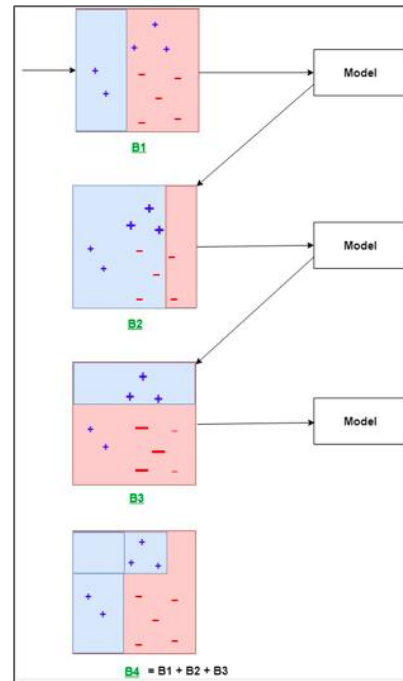 Model
B1
Model
B2
Model
B3
B4 = B1 + B2 + B3